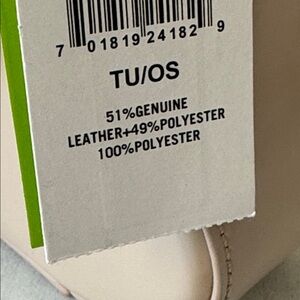 7 01819 24182 9
TU/OS
51%GENUINE
LEATHER+49%POLYESTER
100%POLYESTER